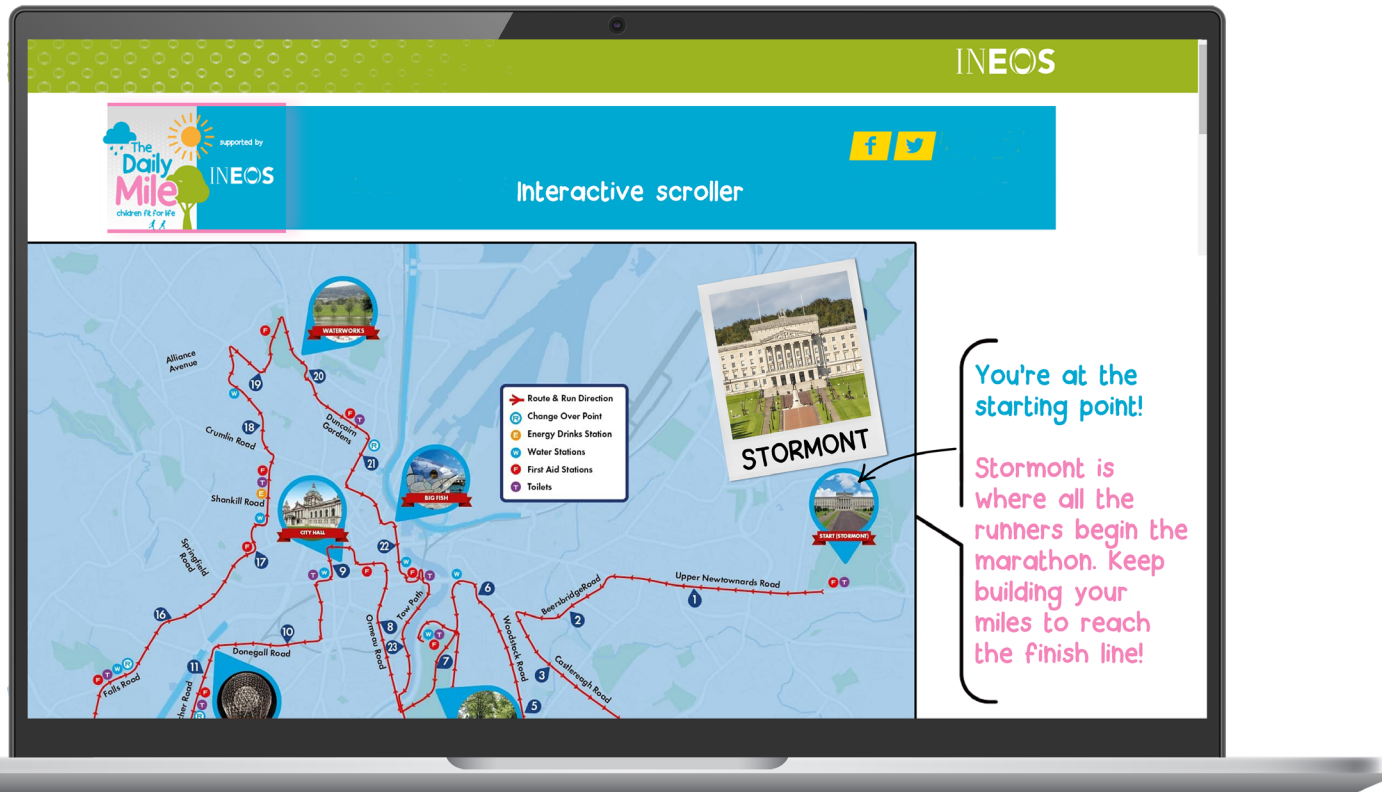 INEOS
The
Daily
Mile
children fit for life
supported by
INEOS
Interactive scroller
WATERWORKS
Alliance
Avenue
19
20
Duncairn
Gardens
R
21
18
Crumlin Road
F
T
E
Shankill Road
W
17
Springfield
Road
16
CITY HALL
BIG FISH
Route & Run Direction
R Change Over Point
E Energy Drinks Station
W Water Stations
F First Aid Stations
T Toilets
STORMONT
START (STORMONT)
22
9
6
Upper Newtownards Road
1
Beersbridge Road
2
Tow Path
Ormeau Road
8
23
7
Woodstock Road
Castlereagh Road
3
5
10
Donegall Road
11
Falls Road
cher Road
You're at the
starting point!
Stormont is
where all the
runners begin the
marathon. Keep
building your
miles to reach
the finish line!